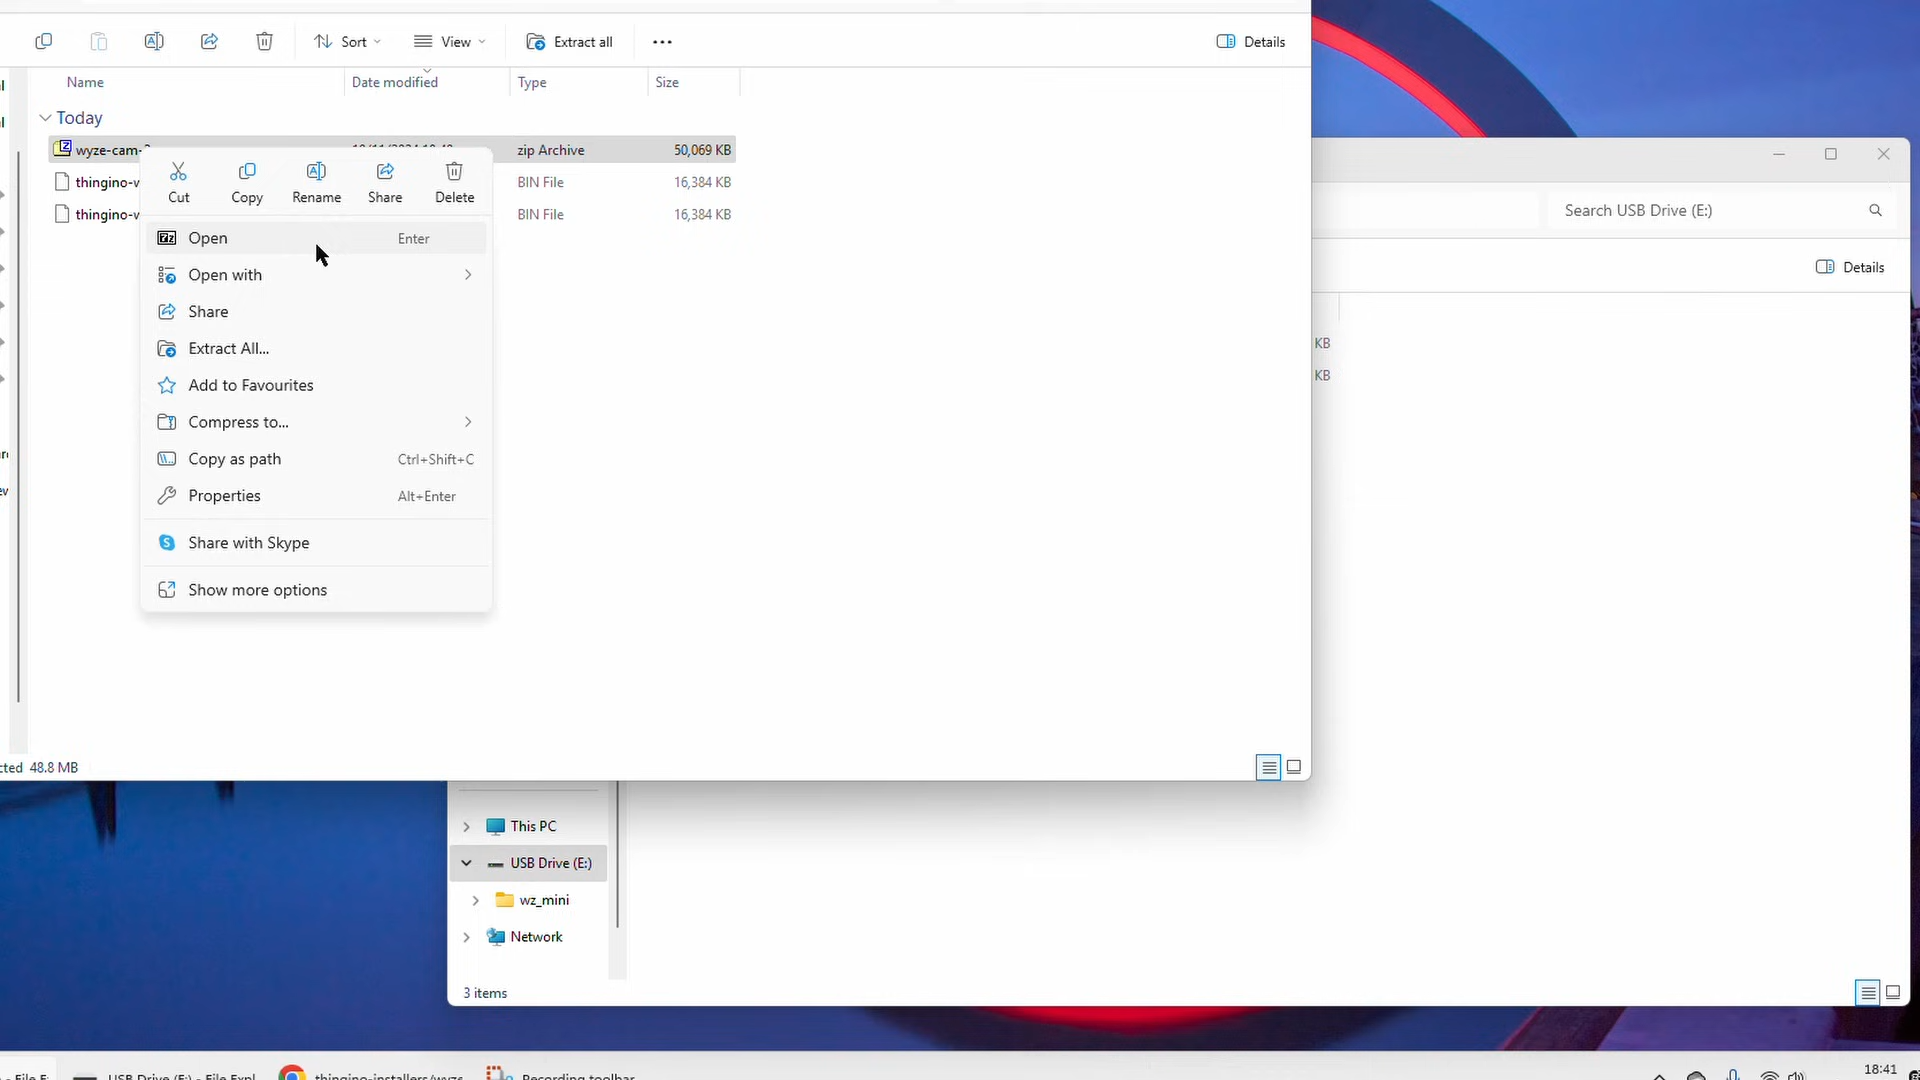 Sort
View
Extract all
Details
Name
Date modified
Type
Size
Today
wyze-cam-
zip Archive
50,069 KB
thingino-w
BIN File
16,384 KB
thingino-w
BIN File
16,384 KB
Cut
Copy
Rename
Share
Delete
Open
Enter
Open with
Share
Extract All...
Add to Favourites
Compress to...
Copy as path
Ctrl+Shift+C
Properties
Alt+Enter
Share with Skype
Show more options
cted 48.8 MB
Search USB Drive (E:)
Details
KB
KB
This PC
USB Drive (E:)
wz_mini
Network
3 items
- File E
USB Drive (E:) - File Expl
thingino-installers/wyze
Recording toolbar
18:41